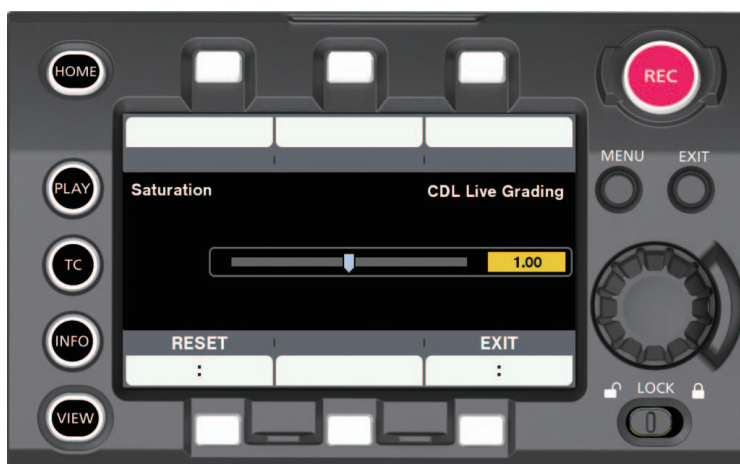 HOME
REC
MENU EXIT
PLAY
Saturation CDL Live Grading
TC
1.00
INFO
RESET EXIT
: :
LOCK
VIEW